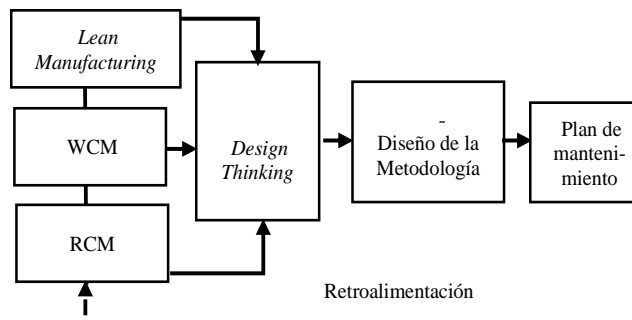 Lean
Manufacturing
WCM
RCM
Design
Thinking
-
Diseño de la
Metodología
Plan de
manteni-
miento
Retroalimentación